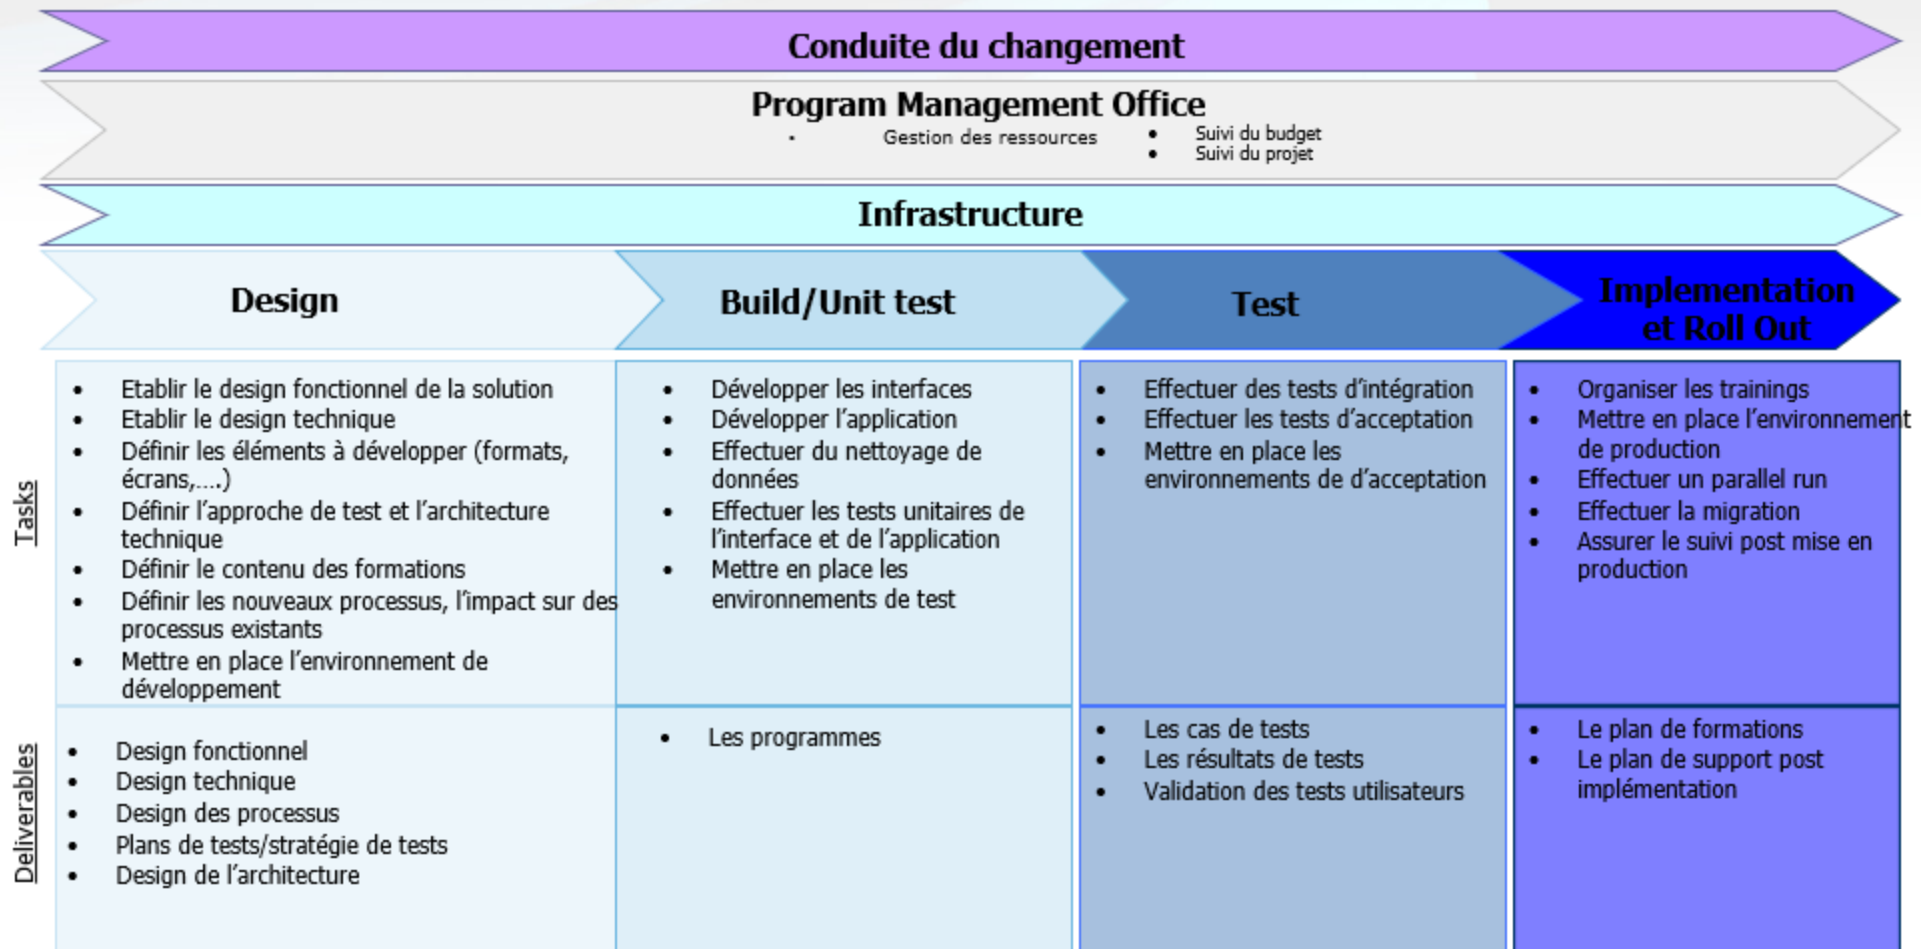 Conduite du changement
Program Management Office
• Gestion des ressources
• Suivi du budget
• Suivi du projet
Infrastructure
Design
Build/Unit test
Test
Implementation
et Roll Out
Tasks
• Etablir le design fonctionnel de la solution
• Etablir le design technique
• Définir les éléments à développer (formats,
écrans,....)
• Définir l’approche de test et l’architecture
technique
• Définir le contenu des formations
• Définir les nouveaux processus, l’impact sur des
processus existants
• Mettre en place l’environnement de
développement
• Développer les interfaces
• Développer l’application
• Effectuer du nettoyage de
données
• Effectuer les tests unitaires de
l’interface et de l’application
• Mettre en place les
environnements de test
• Effectuer des tests d’intégration
• Effectuer les tests d’acceptation
• Mettre en place les
environnements de d’acceptation
• Organiser les trainings
• Mettre en place l’environnement
de production
• Effectuer un parallel run
• Effectuer la migration
• Assurer le suivi post mise en
production
Deliverables
• Design fonctionnel
• Design technique
• Design des processus
• Plans de tests/stratégie de tests
• Design de l’architecture
• Les programmes
• Les cas de tests
• Les résultats de tests
• Validation des tests utilisateurs
• Le plan de formations
• Le plan de support post
implémentation